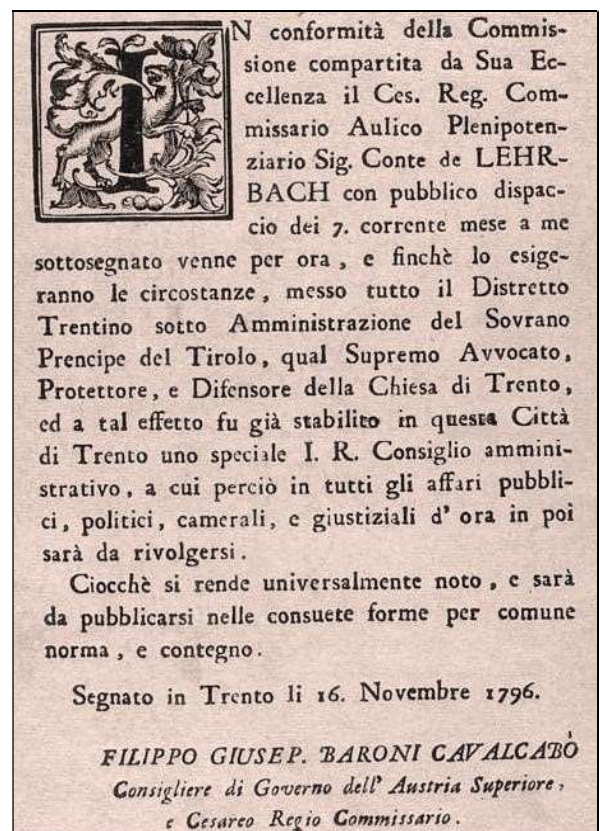 IN conformità della Commis-
sione compartita da Sua Ec-
cellenza il Ces. Reg. Com-
missario Aulico Plenipoten-
ziario Sig. Conte de LEHR-
BACH con pubblico dispac-
cio dei 7. corrente mese a me
sottosegnato venne per ora, e finchè lo esige-
ranno le circostanze, messo tutto il Distretto
Trentino sotto Amministrazione del Sovrano
Prencipe del Tirolo, qual Supremo Avvocato,
Protettore, e Difensore della Chiesa di Trento,
ed a tal effetto fu già stabilito in questa Città
di Trento uno speciale I. R. Consiglio ammini-
strativo, a cui perciò in tutti gli affari pubbli-
ci, politici, camerali, e giustiziali d' ora in poi
sarà da rivolgersi.
Ciocchè si rende universalmente noto, e sarà
da pubblicarsi nelle consuete forme per comune
norma, e contegno.
Segnato in Trento li 16. Novembre 1796.
FILIPPO GIUSEP. BARONI CAVALCABÒ
Consigliere di Governo dell' Austria Superiore,
e Cesareo Regio Commissario.